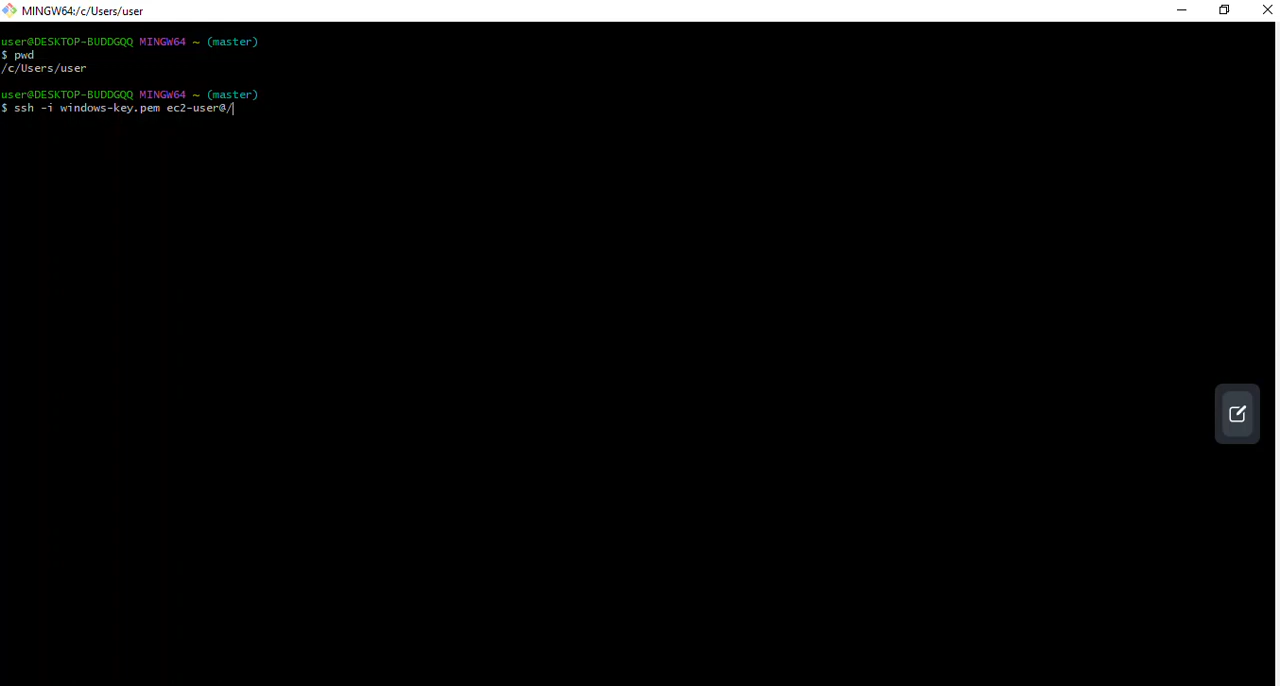 MINGW64:/c/Users/user
user@DESKTOP-BUDDGQQ MINGW64 ~ (master)
$ pwd
/c/Users/user
user@DESKTOP-BUDDGQQ MINGW64 ~ (master)
$ ssh -i windows-key.pem ec2-user@/